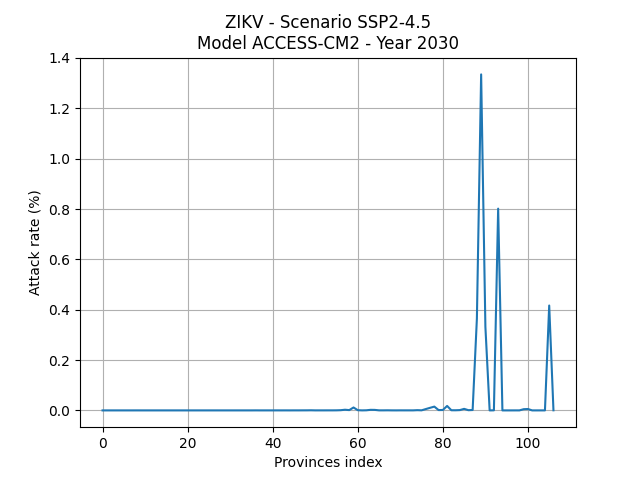 ZIKV - Scenario SSP2-4.5
Model ACCESS-CM2 - Year 2030
1.4
1.2
1.0
0.8
0.6
0.4
0.2
0.0
Attack rate (%)
0 20 40 60 80 100
Provinces index